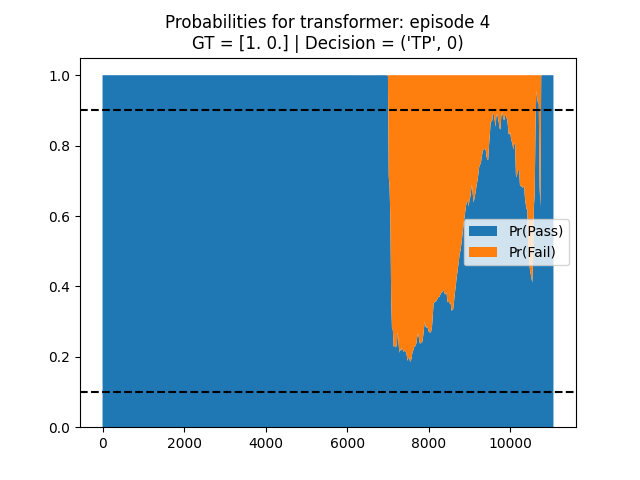 Probabilities for transformer: episode 4
GT = [1. 0.] | Decision = ('TP', 0)
1.0
0.8
0.6
0.4
0.2
0.0
Pr(Pass)
Pr(Fail)
0 2000 4000 6000 8000 10000